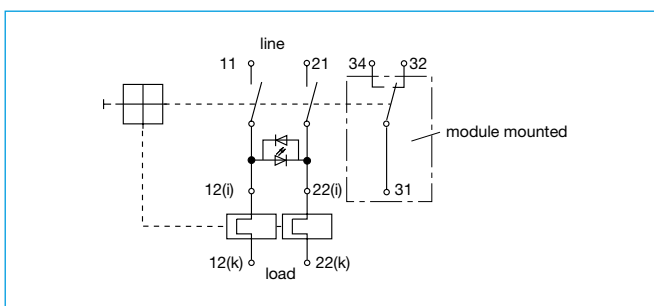 line
11 21 34 32
module mounted
12(i) 22(i) 31
12(k) load 22(k)